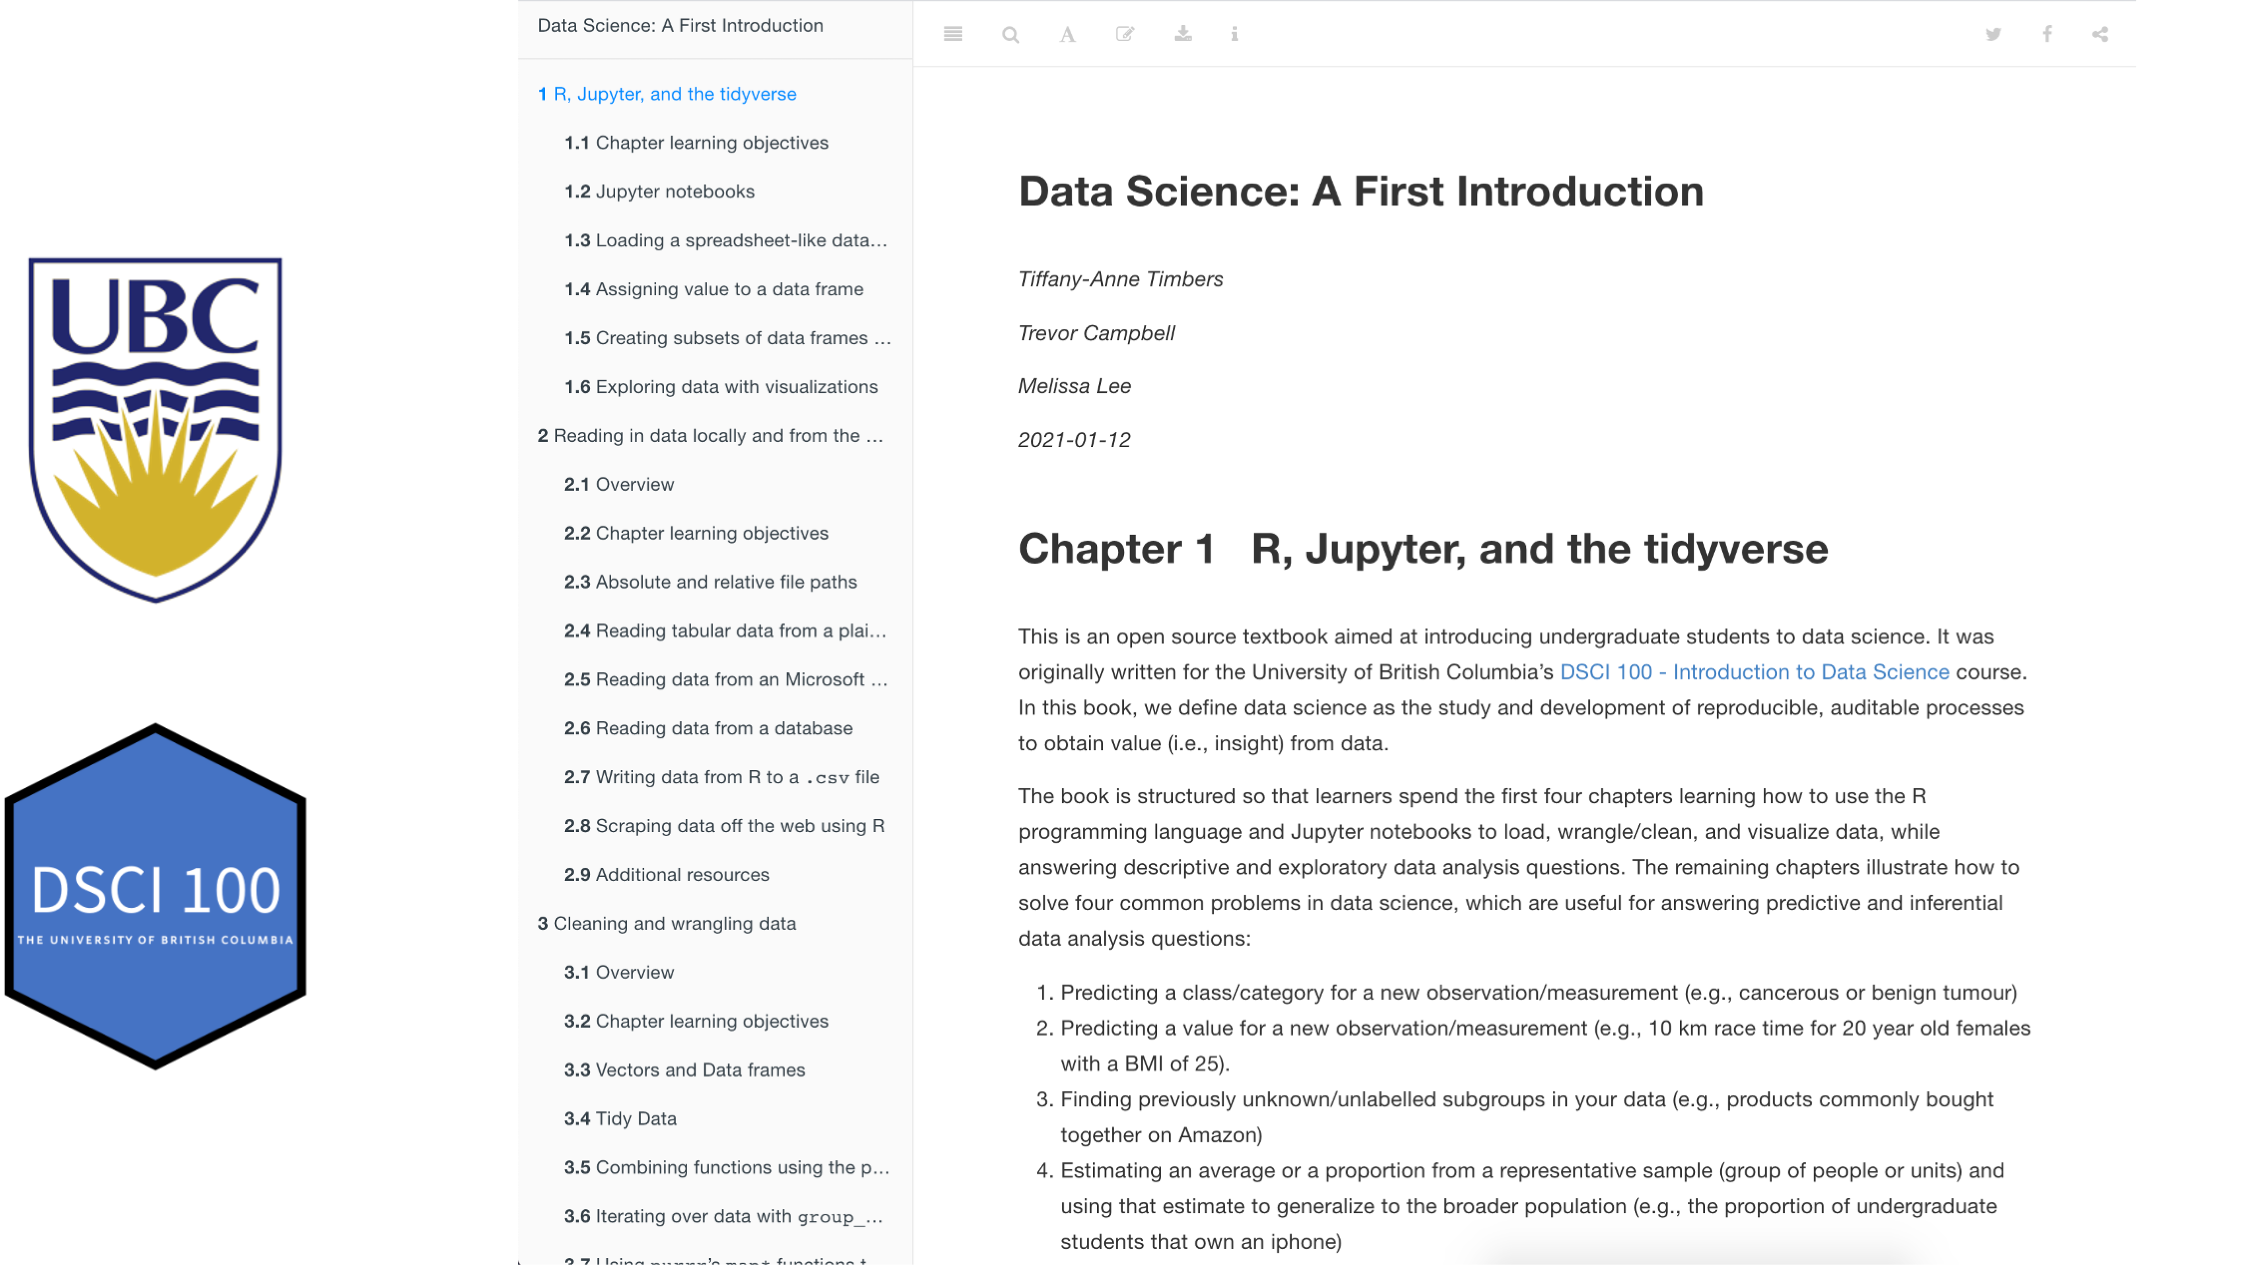 UBC
DSCI 100
THE UNIVERSITY OF BRITISH COLUMBIA
Data Science: A First Introduction
1 R, Jupyter, and the tidyverse
1.1 Chapter learning objectives
1.2 Jupyter notebooks
1.3 Loading a spreadsheet-like data...
1.4 Assigning value to a data frame
1.5 Creating subsets of data frames ...
1.6 Exploring data with visualizations
2 Reading in data locally and from the ...
2.1 Overview
2.2 Chapter learning objectives
2.3 Absolute and relative file paths
2.4 Reading tabular data from a plai...
2.5 Reading data from an Microsoft ...
2.6 Reading data from a database
2.7 Writing data from R to a .csv file
2.8 Scraping data off the web using R
2.9 Additional resources
3 Cleaning and wrangling data
3.1 Overview
3.2 Chapter learning objectives
3.3 Vectors and Data frames
3.4 Tidy Data
3.5 Combining functions using the p...
3.6 Iterating over data with group_...
3.7 Using purrr's map* functions t...
Data Science: A First Introduction
Tiffany-Anne Timbers
Trevor Campbell
Melissa Lee
2021-01-12
Chapter 1 R, Jupyter, and the tidyverse
This is an open source textbook aimed at introducing undergraduate students to data science. It was
originally written for the University of British Columbia’s DSCI 100 - Introduction to Data Science course.
In this book, we define data science as the study and development of reproducible, auditable processes
to obtain value (i.e., insight) from data.
The book is structured so that learners spend the first four chapters learning how to use the R
programming language and Jupyter notebooks to load, wrangle/clean, and visualize data, while
answering descriptive and exploratory data analysis questions. The remaining chapters illustrate how to
solve four common problems in data science, which are useful for answering predictive and inferential
data analysis questions:
1. Predicting a class/category for a new observation/measurement (e.g., cancerous or benign tumour)
2. Predicting a value for a new observation/measurement (e.g., 10 km race time for 20 year old females
with a BMI of 25).
3. Finding previously unknown/unlabelled subgroups in your data (e.g., products commonly bought
together on Amazon)
4. Estimating an average or a proportion from a representative sample (group of people or units) and
using that estimate to generalize to the broader population (e.g., the proportion of undergraduate
students that own an iphone)